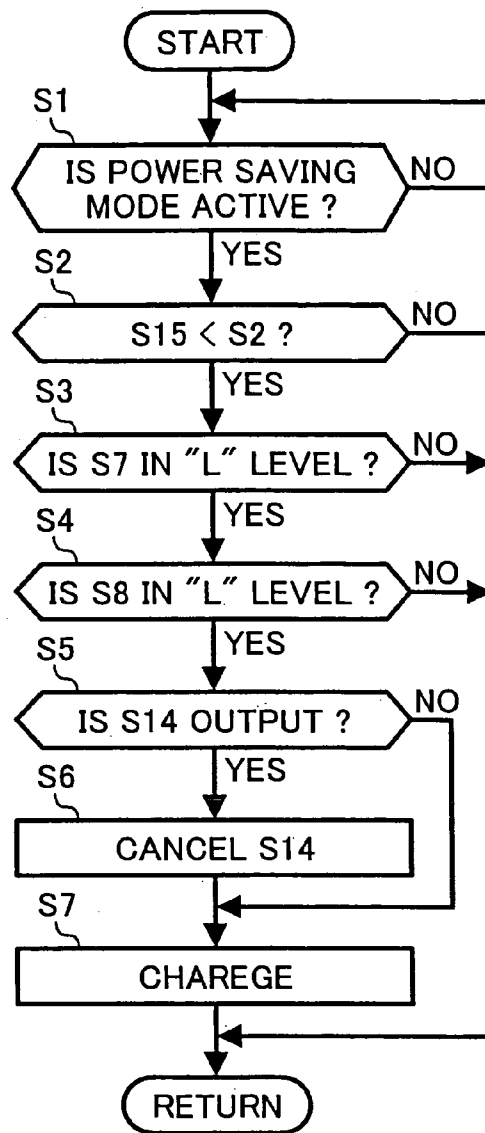 START
S1
IS POWER SAVING
MODE ACTIVE ?
NO
YES
S2
S15 < S2 ?
NO
YES
S3
IS S7 IN "L" LEVEL ?
NO
YES
S4
IS S8 IN "L" LEVEL ?
NO
YES
S5
IS S14 OUTPUT ?
NO
YES
S6
CANCEL S14
S7
CHAREGE
RETURN